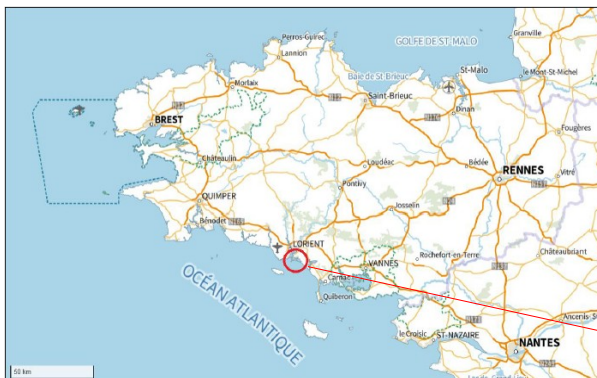 Perros-Guirec
Lannion
GOLFE DE ST MALO
Granville
Morlaix
Baie de St Brieuc
St-Malo
le Mont-St-Michel
Saint-Brieuc
Dinan
BREST
Fougères
Châteaulin
Loudéac
Bédée
RENNES
Vitré
Pontivy
QUIMPER
Josselin
Bénodet
LORIENT
VANNES
Rochefort-en-Terre
Châteaubriant
Carnac
Quiberon
OCÉAN ATLANTIQUE
le Croisic
ST-NAZAIRE
Ancenis-S
NANTES
50 km